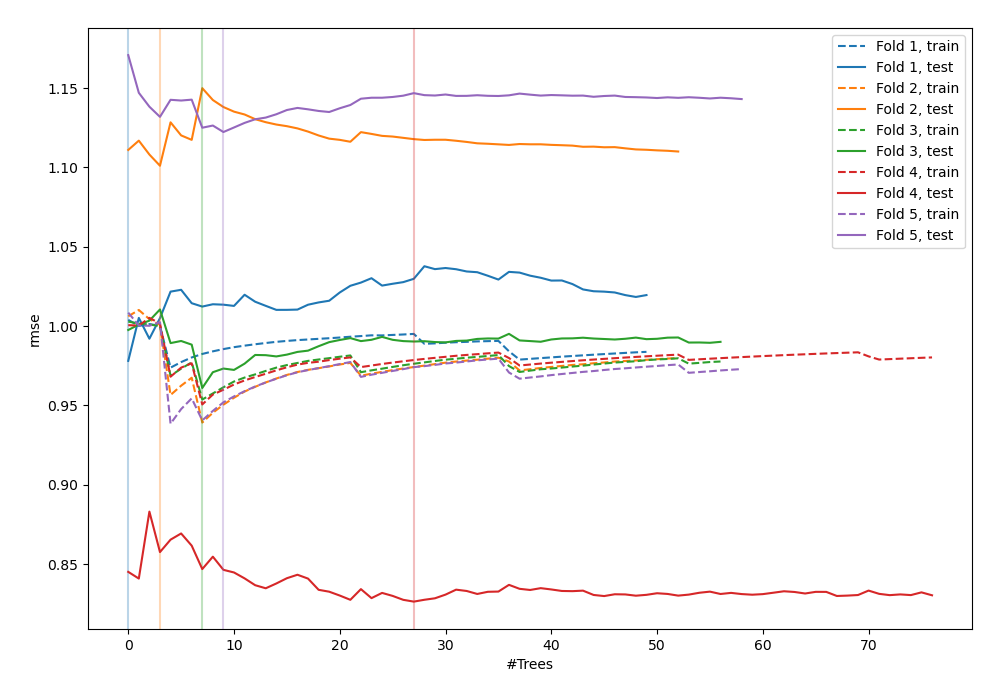 1.15
1.10
1.05
1.00
0.95
0.90
0.85
rmse
0
10
20
30
40
50
60
70
#Trees
Fold 1, train
Fold 1, test
Fold 2, train
Fold 2, test
Fold 3, train
Fold 3, test
Fold 4, train
Fold 4, test
Fold 5, train
Fold 5, test